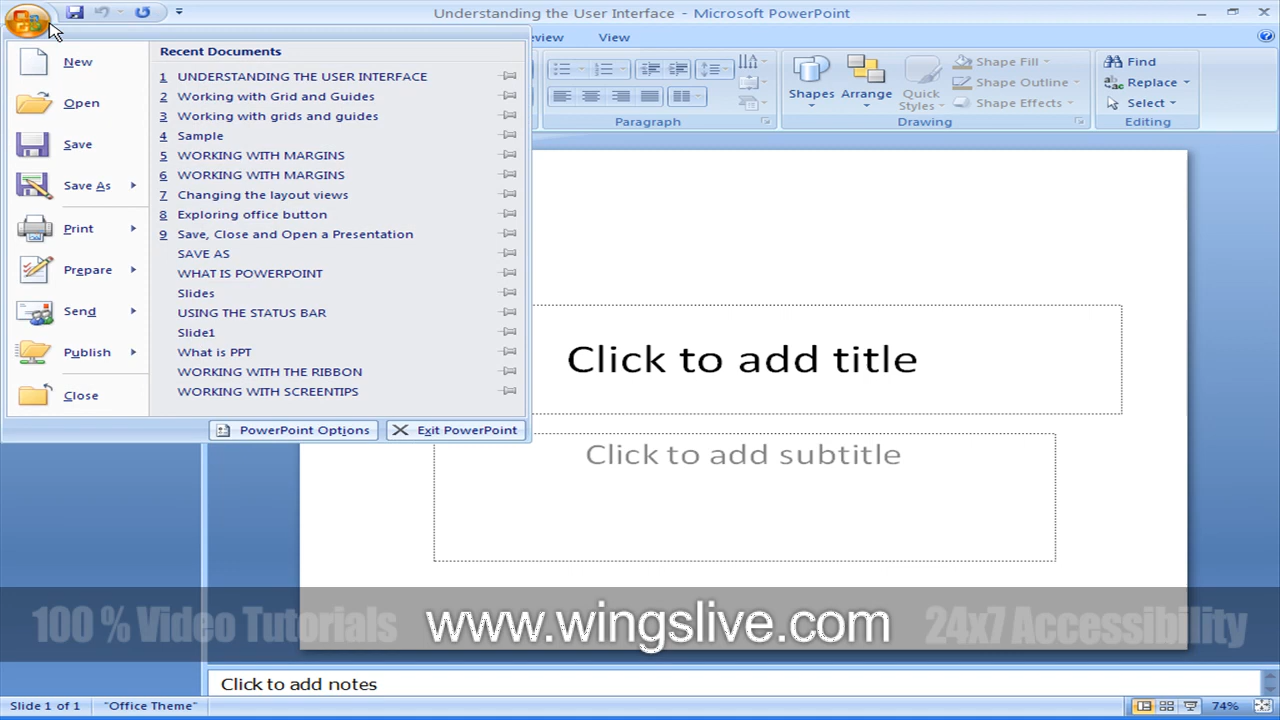 Understanding the User Interface - Microsoft PowerPoint
View
New
Open
Save
Save As
Print
Prepare
Send
Publish
Close
Recent Documents
1 UNDERSTANDING THE USER INTERFACE
2 Working with Grid and Guides
3 Working with grids and guides
4 Sample
5 WORKING WITH MARGINS
6 WORKING WITH MARGINS
7 Changing the layout views
8 Exploring office button
9 Save, Close and Open a Presentation
SAVE AS
WHAT IS POWERPOINT
Slides
USING THE STATUS BAR
Slide1
What is PPT
WORKING WITH THE RIBBON
WORKING WITH SCREENTIPS
PowerPoint Options
Exit PowerPoint
Paragraph
Shapes
Arrange
Quick
Styles
Shape Fill
Shape Outline
Shape Effects
Drawing
Find
Replace
Select
Editing
Click to add title
Click to add subtitle
100 % Video Tutorials
www.wingslive.com
24x7 Accessibility
Click to add notes
Slide 1 of 1
"Office Theme"
74%